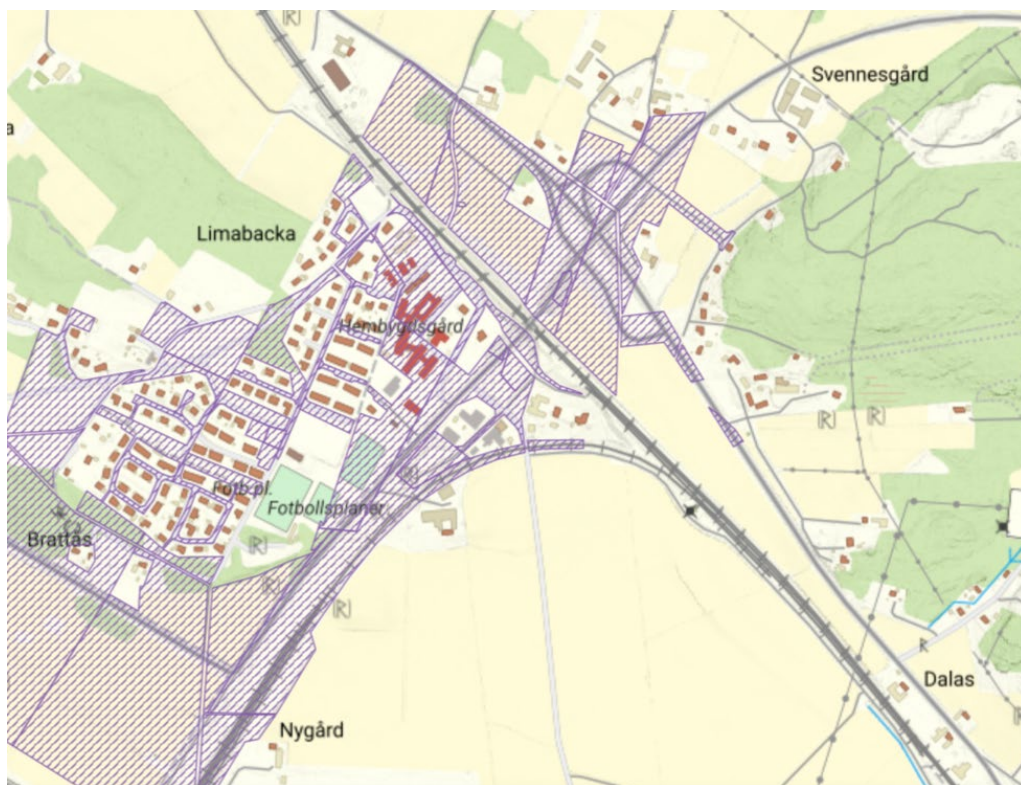 Svennesgård
a
Limabacka
Hembygdsgård
R
R
R
Fotb.pl.
Fotbollsplaner
Brattås
R
R
R
R
Dalas
Nygård